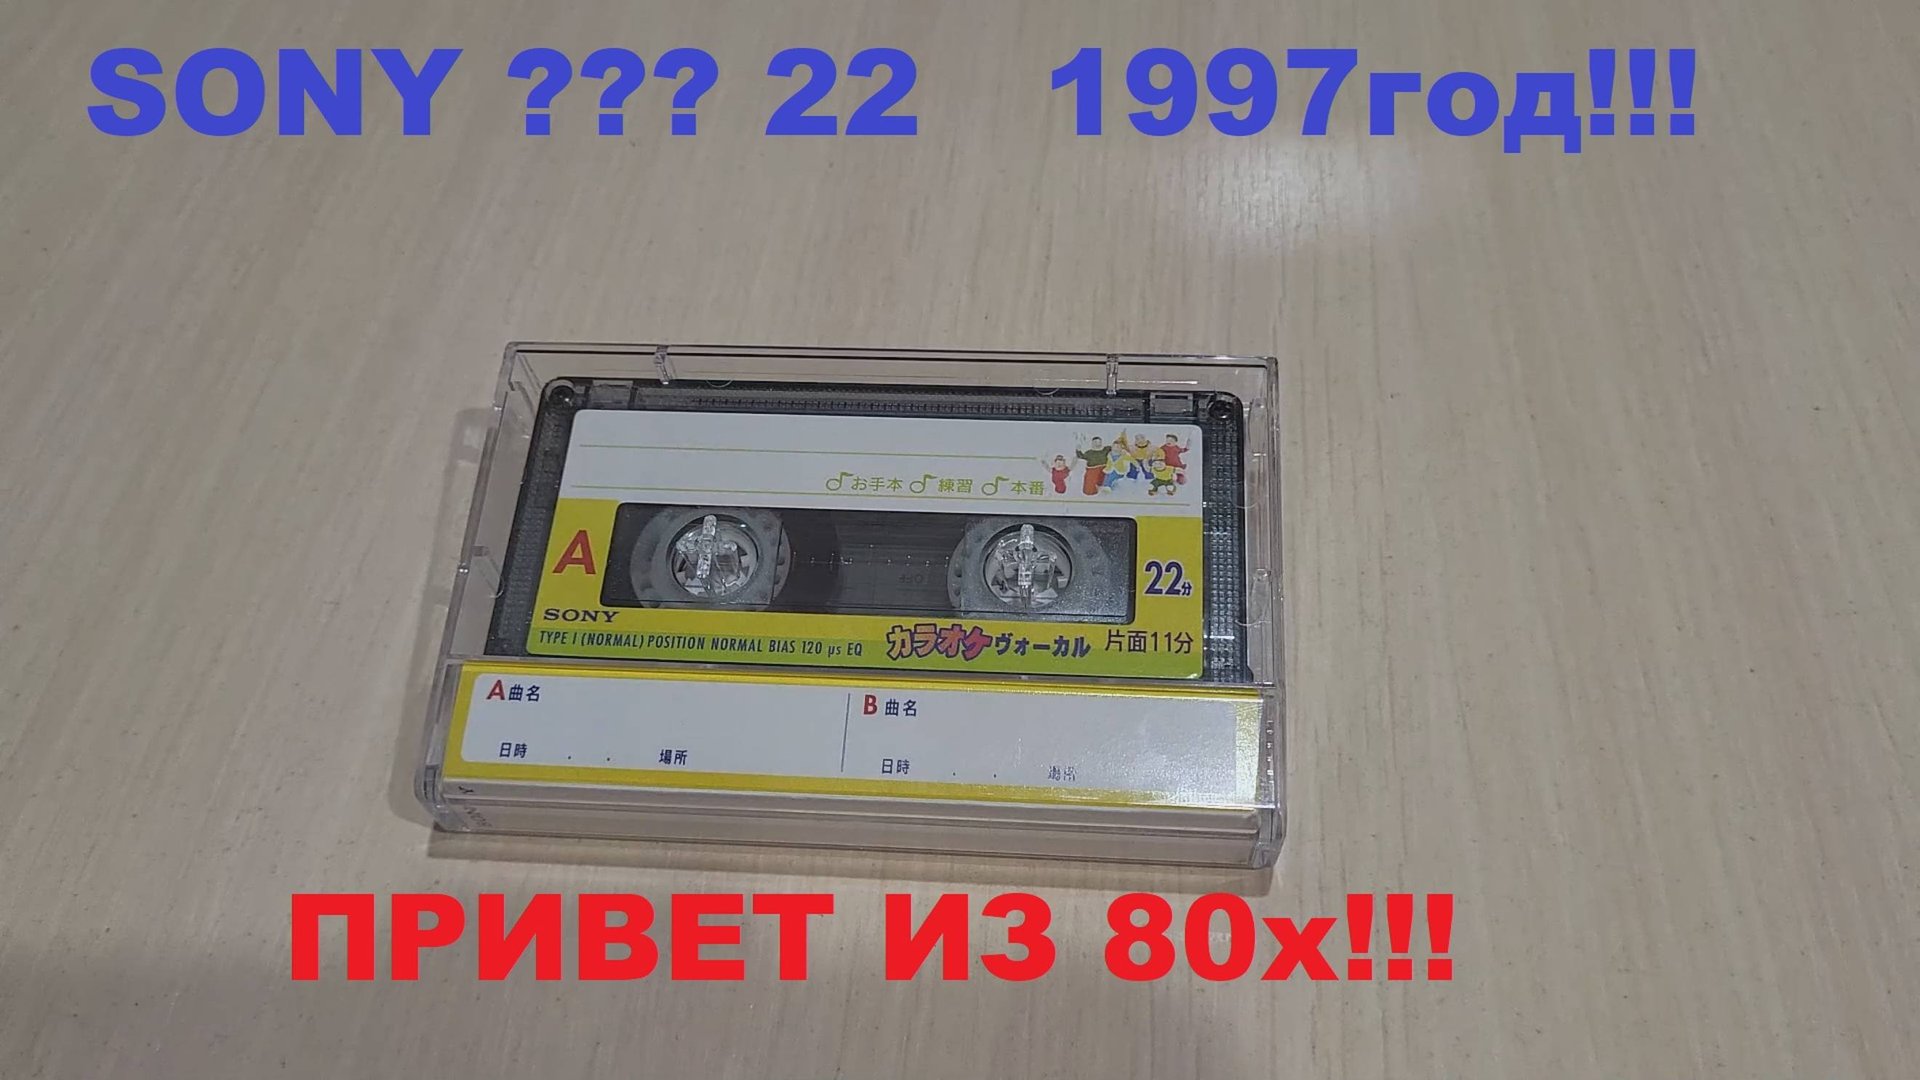 SONY ??? 22 1997год!!!
♪お手本 ♪練習 ♪本番
A
22分
SONY
TYPE I (NORMAL) POSITION NORMAL BIAS 120 µs EQ カラオケヴォーカル 片面11分
A曲名 B 曲名
日時 . . 場所 日時 . . 場所
ПРИВЕТ ИЗ 80х!!!